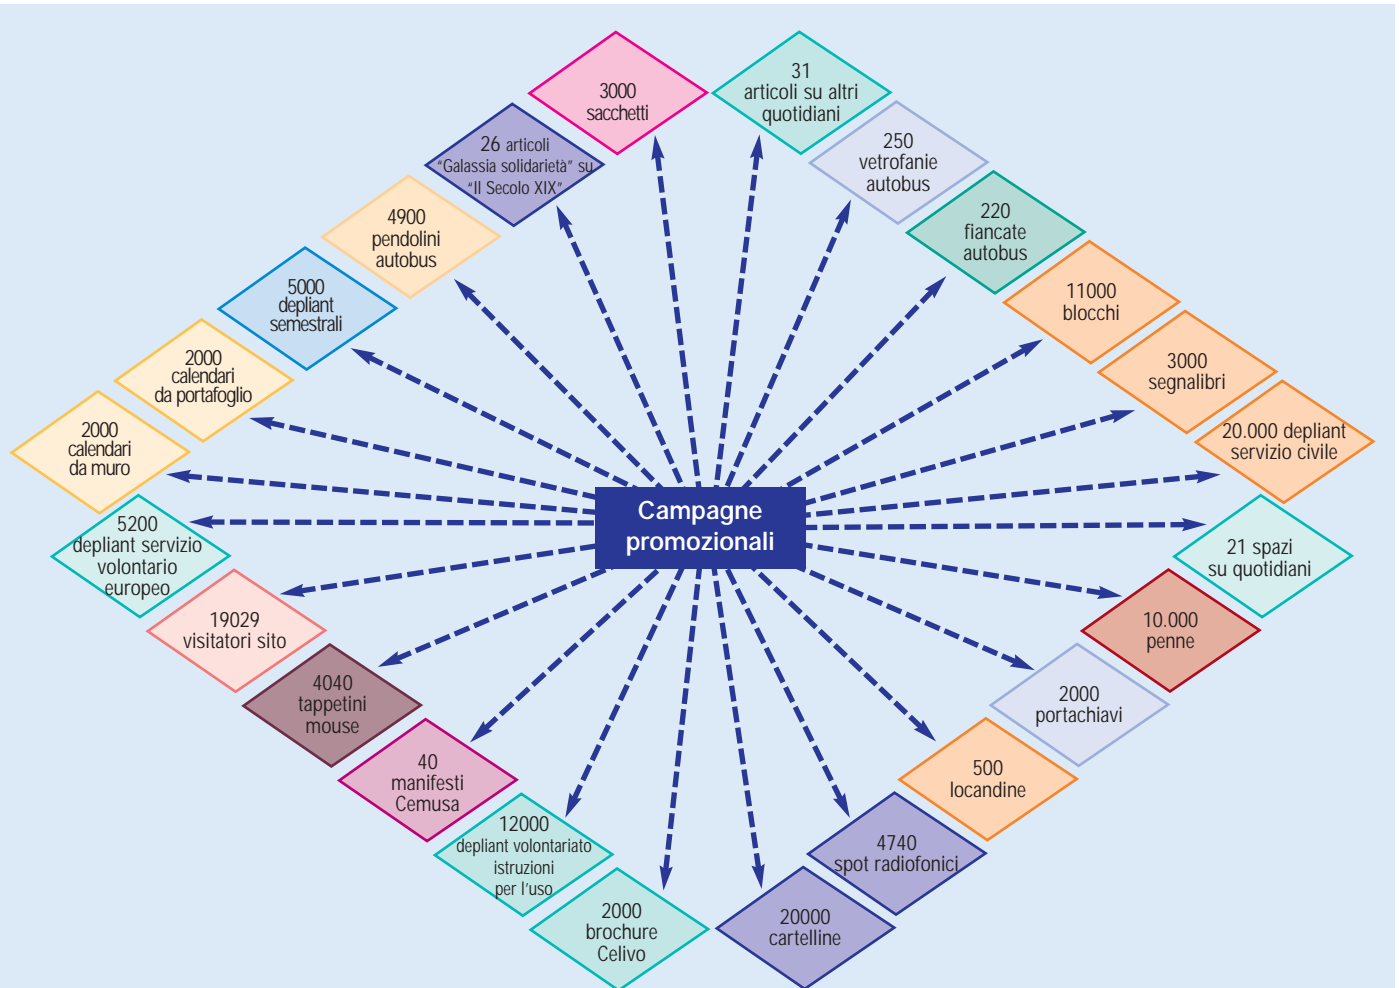 3000
sacchetti
31
articoli su altri
quotidiani
26 articoli
"Galassia solidarietà" su
"Il Secolo XIX"
250
vetrofanie
autobus
4900
pendolini
autobus
220
fiancate
autobus
5000
depliant
semestrali
11000
blocchi
2000
calendari
da portafoglio
3000
segnalibri
2000
calendari
da muro
20.000 depliant
servizio civile
Campagne
promozionali
5200
depliant servizio
volontario
europeo
21 spazi
su quotidiani
19029
visitatori sito
10.000
penne
4040
tappetini
mouse
2000
portachiavi
40
manifesti
Cemusa
500
locandine
12000
depliant volontariato
istruzioni
per l'uso
4740
spot radiofonici
2000
brochure
Celivo
20000
cartelline